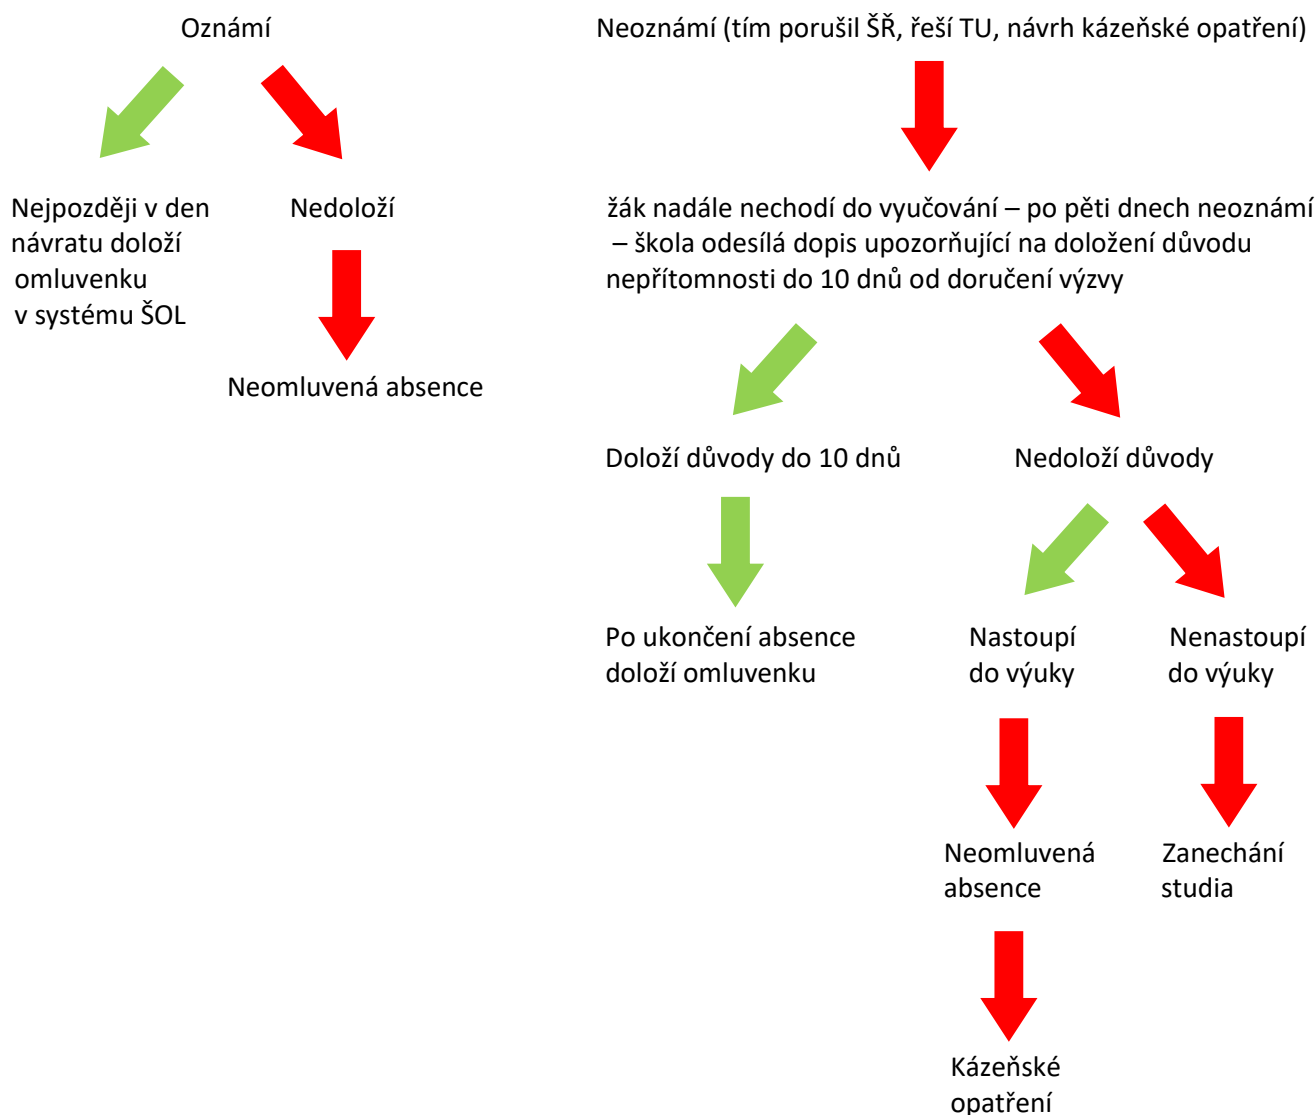 Oznámí
Neoznámí (tím porušil ŠŘ, řeší TU, návrh kázeňské opatření)
Nejpozději v den
návratu doloží
omluvenku
v systému ŠOL
Nedoloží
Neomluvená absence
žák nadále nechodí do vyučování – po pěti dnech neoznámí
– škola odesílá dopis upozorňující na doložení důvodu
nepřítomnosti do 10 dnů od doručení výzvy
Doloží důvody do 10 dnů
Nedoloží důvody
Po ukončení absence
doloží omluvenku
Nastoupí
do výuky
Nenastoupí
do výuky
Neomluvená
absence
Zanechání
studia
Kázeňské
opatření